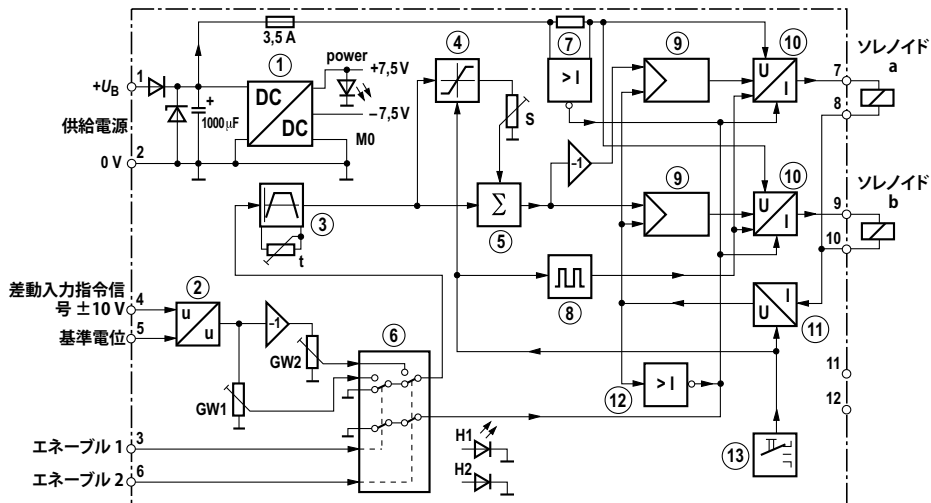 3,5 A
7
9
10
ソレノイド
a
4
1
power
+7,5 V
> I
U
I
7
+UB
1
DC
DC
–7,5V
S
8
+
1000 µF
供給電源
M0
–1
0 V
2
9
10
ソレノイド
b
3
Σ
5
U
I
9
t
10
差動入力指令信
号 ±10 V
4
2
u
u
–1
6
8
I
U
11
基準電位
5
GW2
11
GW1
12
> I
12
エネーブル 1
3
H1
13
エネーブル 2
6
H2